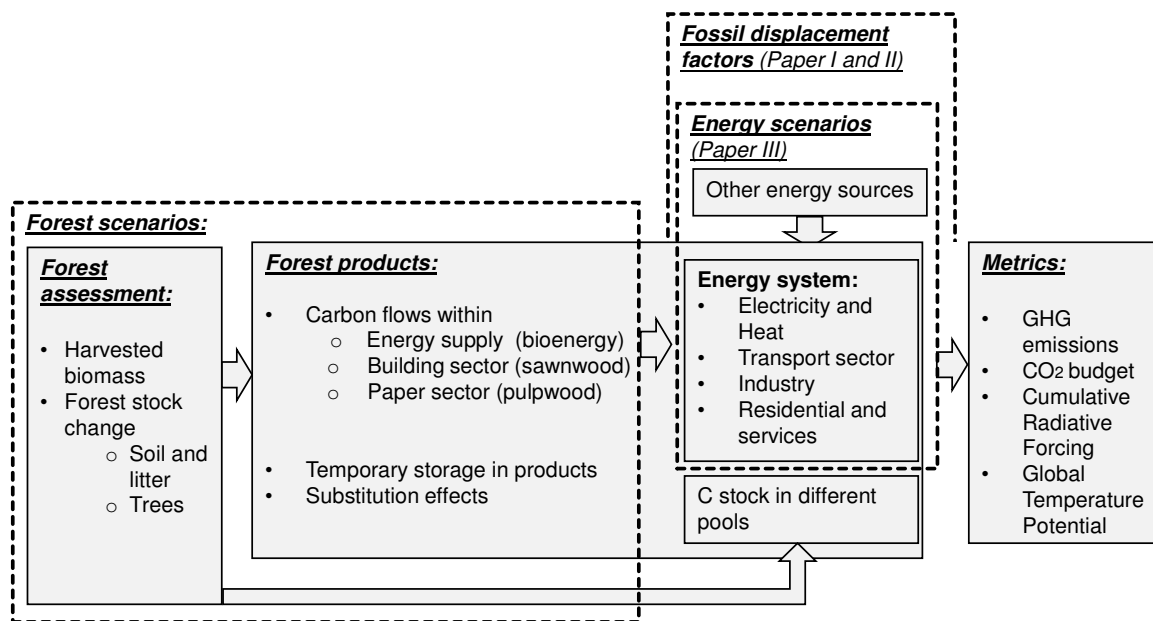 Fossil displacement
factors (Paper I and II)
Energy scenarios
(Paper III)
Other energy sources
Forest scenarios:
Forest
assessment:
• Harvested
biomass
• Forest stock
change
o Soil and
litter
o Trees
Forest products:
• Carbon flows within
o Energy supply (bioenergy)
o Building sector (sawnwood)
o Paper sector (pulpwood)
• Temporary storage in products
• Substitution effects
Energy system:
• Electricity and
Heat
• Transport sector
• Industry
• Residential and
services
C stock in different
pools
Metrics:
• GHG
emissions
• CO2 budget
• Cumulative
Radiative
Forcing
• Global
Temperature
Potential